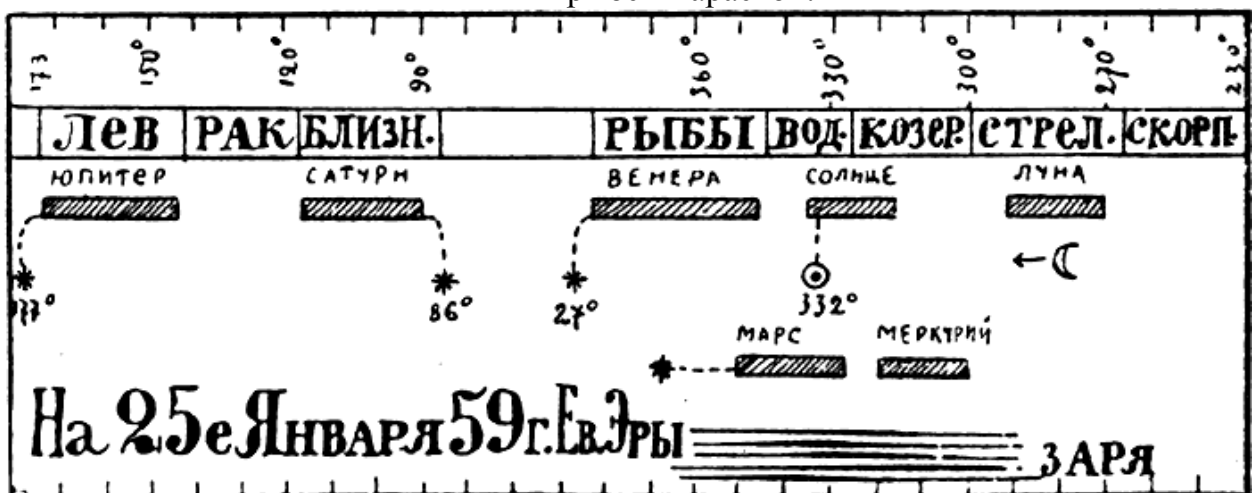 173 150° 120° 90° 360° 330° 300° 270° 230°
ЛЕВ РАК БЛИЗН. РЫБЫ ВОД. КОЗЕР. СТРЕЛ. СКОРП.
ЮПИТЕР САТУРН ВЕНЕРА СОЛНЦЕ ЛУНА
177° 86° 27° 332°
МАРС МЕРКУРИЙ
На 25е Января 59г. Ев. Эры
ЗАРЯ